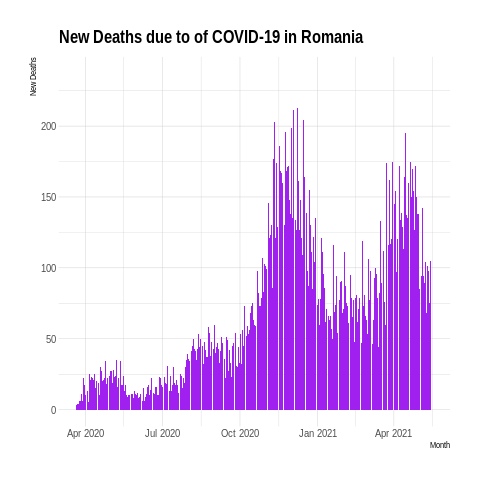 New Deaths due to of COVID-19 in Romania
New Deaths
200
150
100
50
0
Apr 2020 Jul 2020 Oct 2020 Jan 2021 Apr 2021
Month